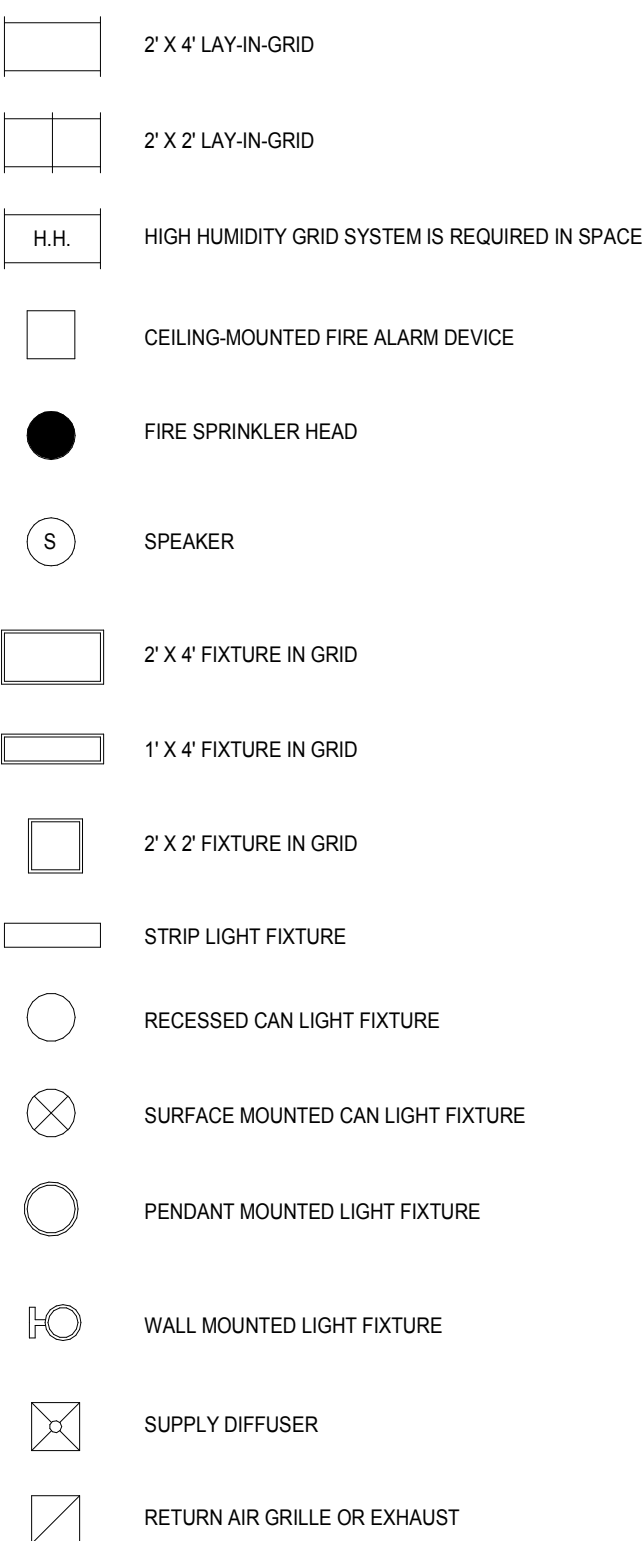 2' X 4' LAY-IN-GRID
2' X 2' LAY-IN-GRID
H.H. HIGH HUMIDITY GRID SYSTEM IS REQUIRED IN SPACE
CEILING-MOUNTED FIRE ALARM DEVICE
FIRE SPRINKLER HEAD
S SPEAKER
2' X 4' FIXTURE IN GRID
1' X 4' FIXTURE IN GRID
2' X 2' FIXTURE IN GRID
STRIP LIGHT FIXTURE
RECESSED CAN LIGHT FIXTURE
SURFACE MOUNTED CAN LIGHT FIXTURE
PENDANT MOUNTED LIGHT FIXTURE
WALL MOUNTED LIGHT FIXTURE
SUPPLY DIFFUSER
RETURN AIR GRILLE OR EXHAUST